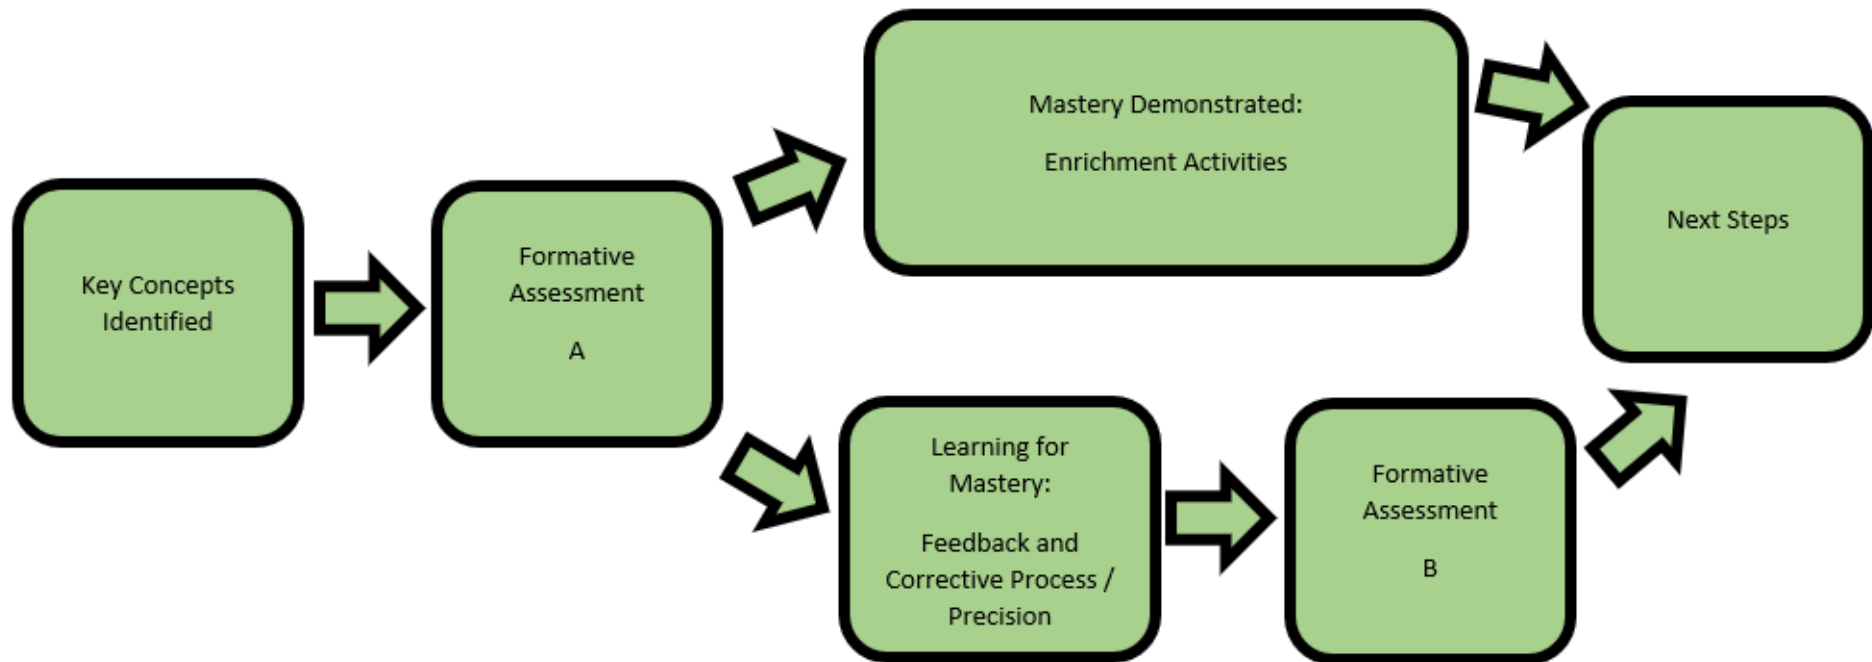 Key Concepts
Identified
Formative
Assessment
A
Mastery Demonstrated:
Enrichment Activities
Learning for
Mastery:
Feedback and
Corrective Process /
Precision
Formative
Assessment
B
Next Steps